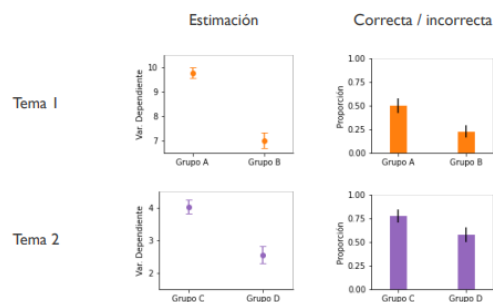 Estimación
Correcta / incorrecta
Tema 1
Var. Dependiente
10
9
8
7
Grupo A
Grupo B
Proporción
1.00
0.75
0.50
0.25
0.00
Grupo A
Grupo B
Tema 2
Var. Dependiente
4
3
2
Grupo C
Grupo D
Proporción
1.00
0.75
0.50
0.25
0.00
Grupo C
Grupo D